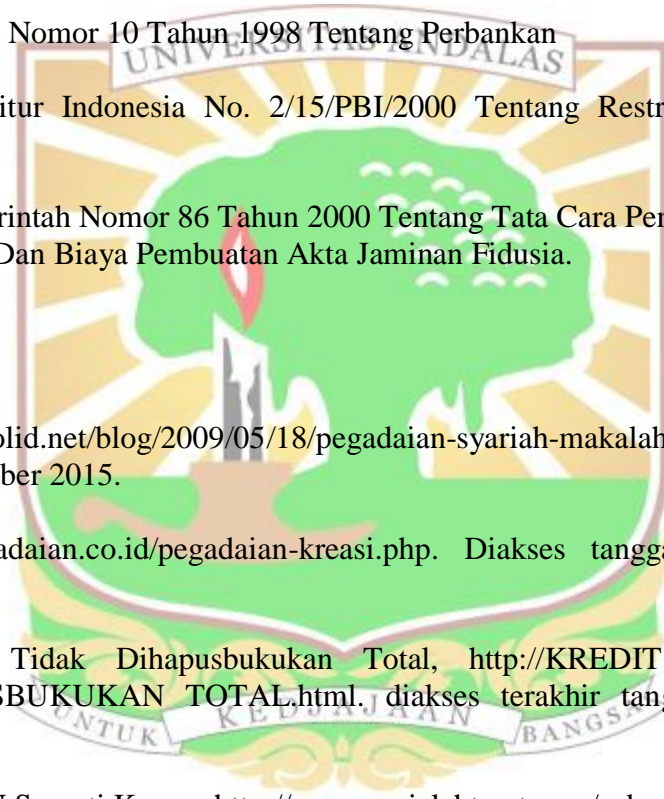 Nomor 10 Tahun 1998 Tentang Perbankan
UNIVERSITAS ANDALAS
itur Indonesia No. 2/15/PBI/2000 Tentang Restr
rintah Nomor 86 Tahun 2000 Tentang Tata Cara Pe
Dan Biaya Pembuatan Akta Jaminan Fidusia.
olid.net/blog/2009/05/18/pegadaian-syariah-makalah
ber 2015.
adaian.co.id/pegadaian-kreasi.php. Diakses tangga
Tidak Dihapusbukukan Total, http://KREDIT
SBUKUKAN TOTAL.html. diakses terakhir tang
UNTUK KEDJAJAAN BANGSA